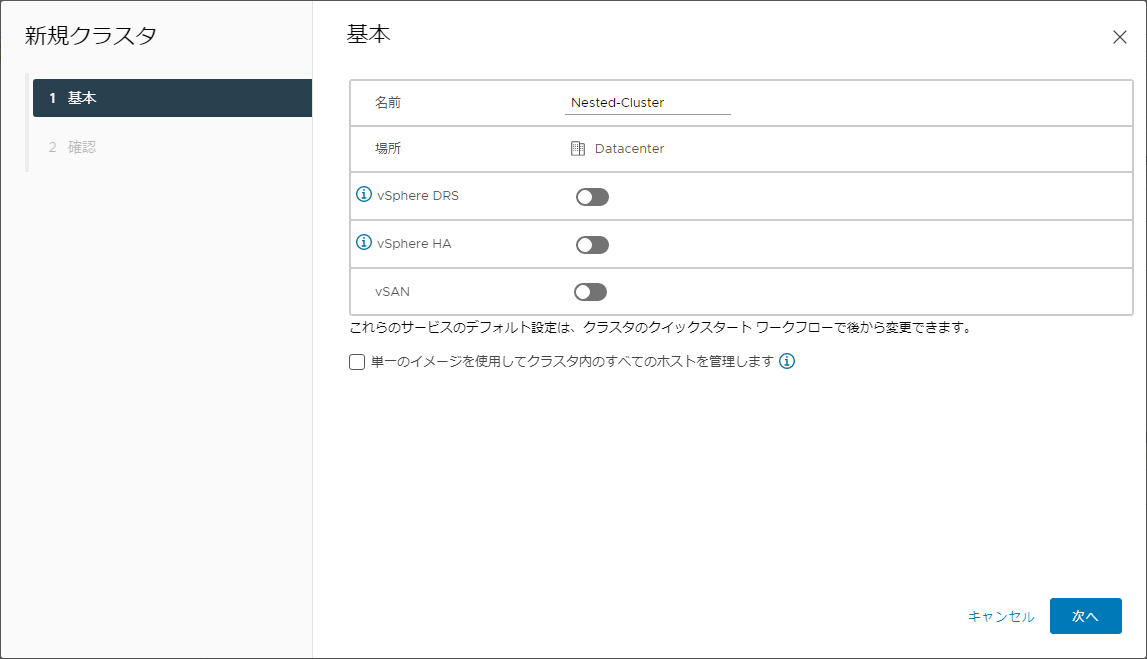 新規クラスタ
1 基本
2 確認
基本
名前 Nested-Cluster
場所 Datacenter
vSphere DRS
vSphere HA
vSAN
これらのサービスのデフォルト設定は、クラスタのクイックスタート ワークフローで後から変更できます。
単一のイメージを使用してクラスタ内のすべてのホストを管理します
キャンセル 次へ